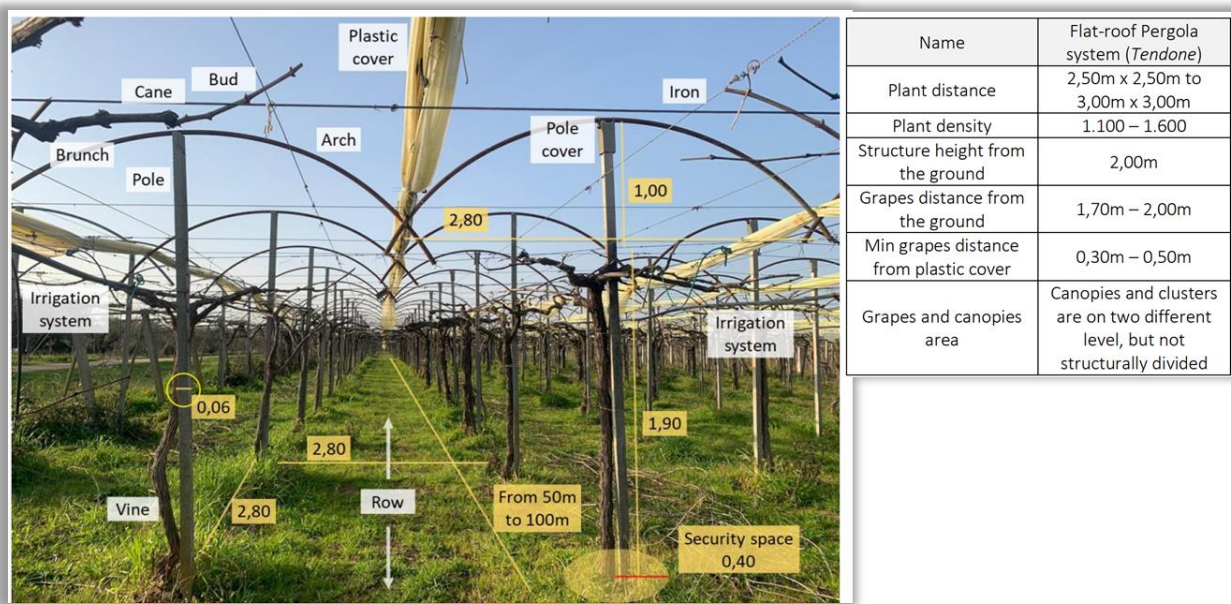 Plastic
cover
Bud
Cane
Iron
Arch
Pole
cover
Brunch
Pole
1,00
2,80
Irrigation
system
Irrigation
system
0,06
1,90
2,80
Row
From 50m
to 100m
Vine
2,80
Security space
0,40
Name
Flat-roof Pergola
system (Tendone)
Plant distance
2,50m x 2,50m to
3,00m x 3,00m
Plant density
1.100 – 1.600
Structure height from
the ground
2,00m
Grapes distance from
the ground
1,70m – 2,00m
Min grapes distance
from plastic cover
0,30m – 0,50m
Grapes and canopies
area
Canopies and clusters
are on two different
level, but not
structurally divided